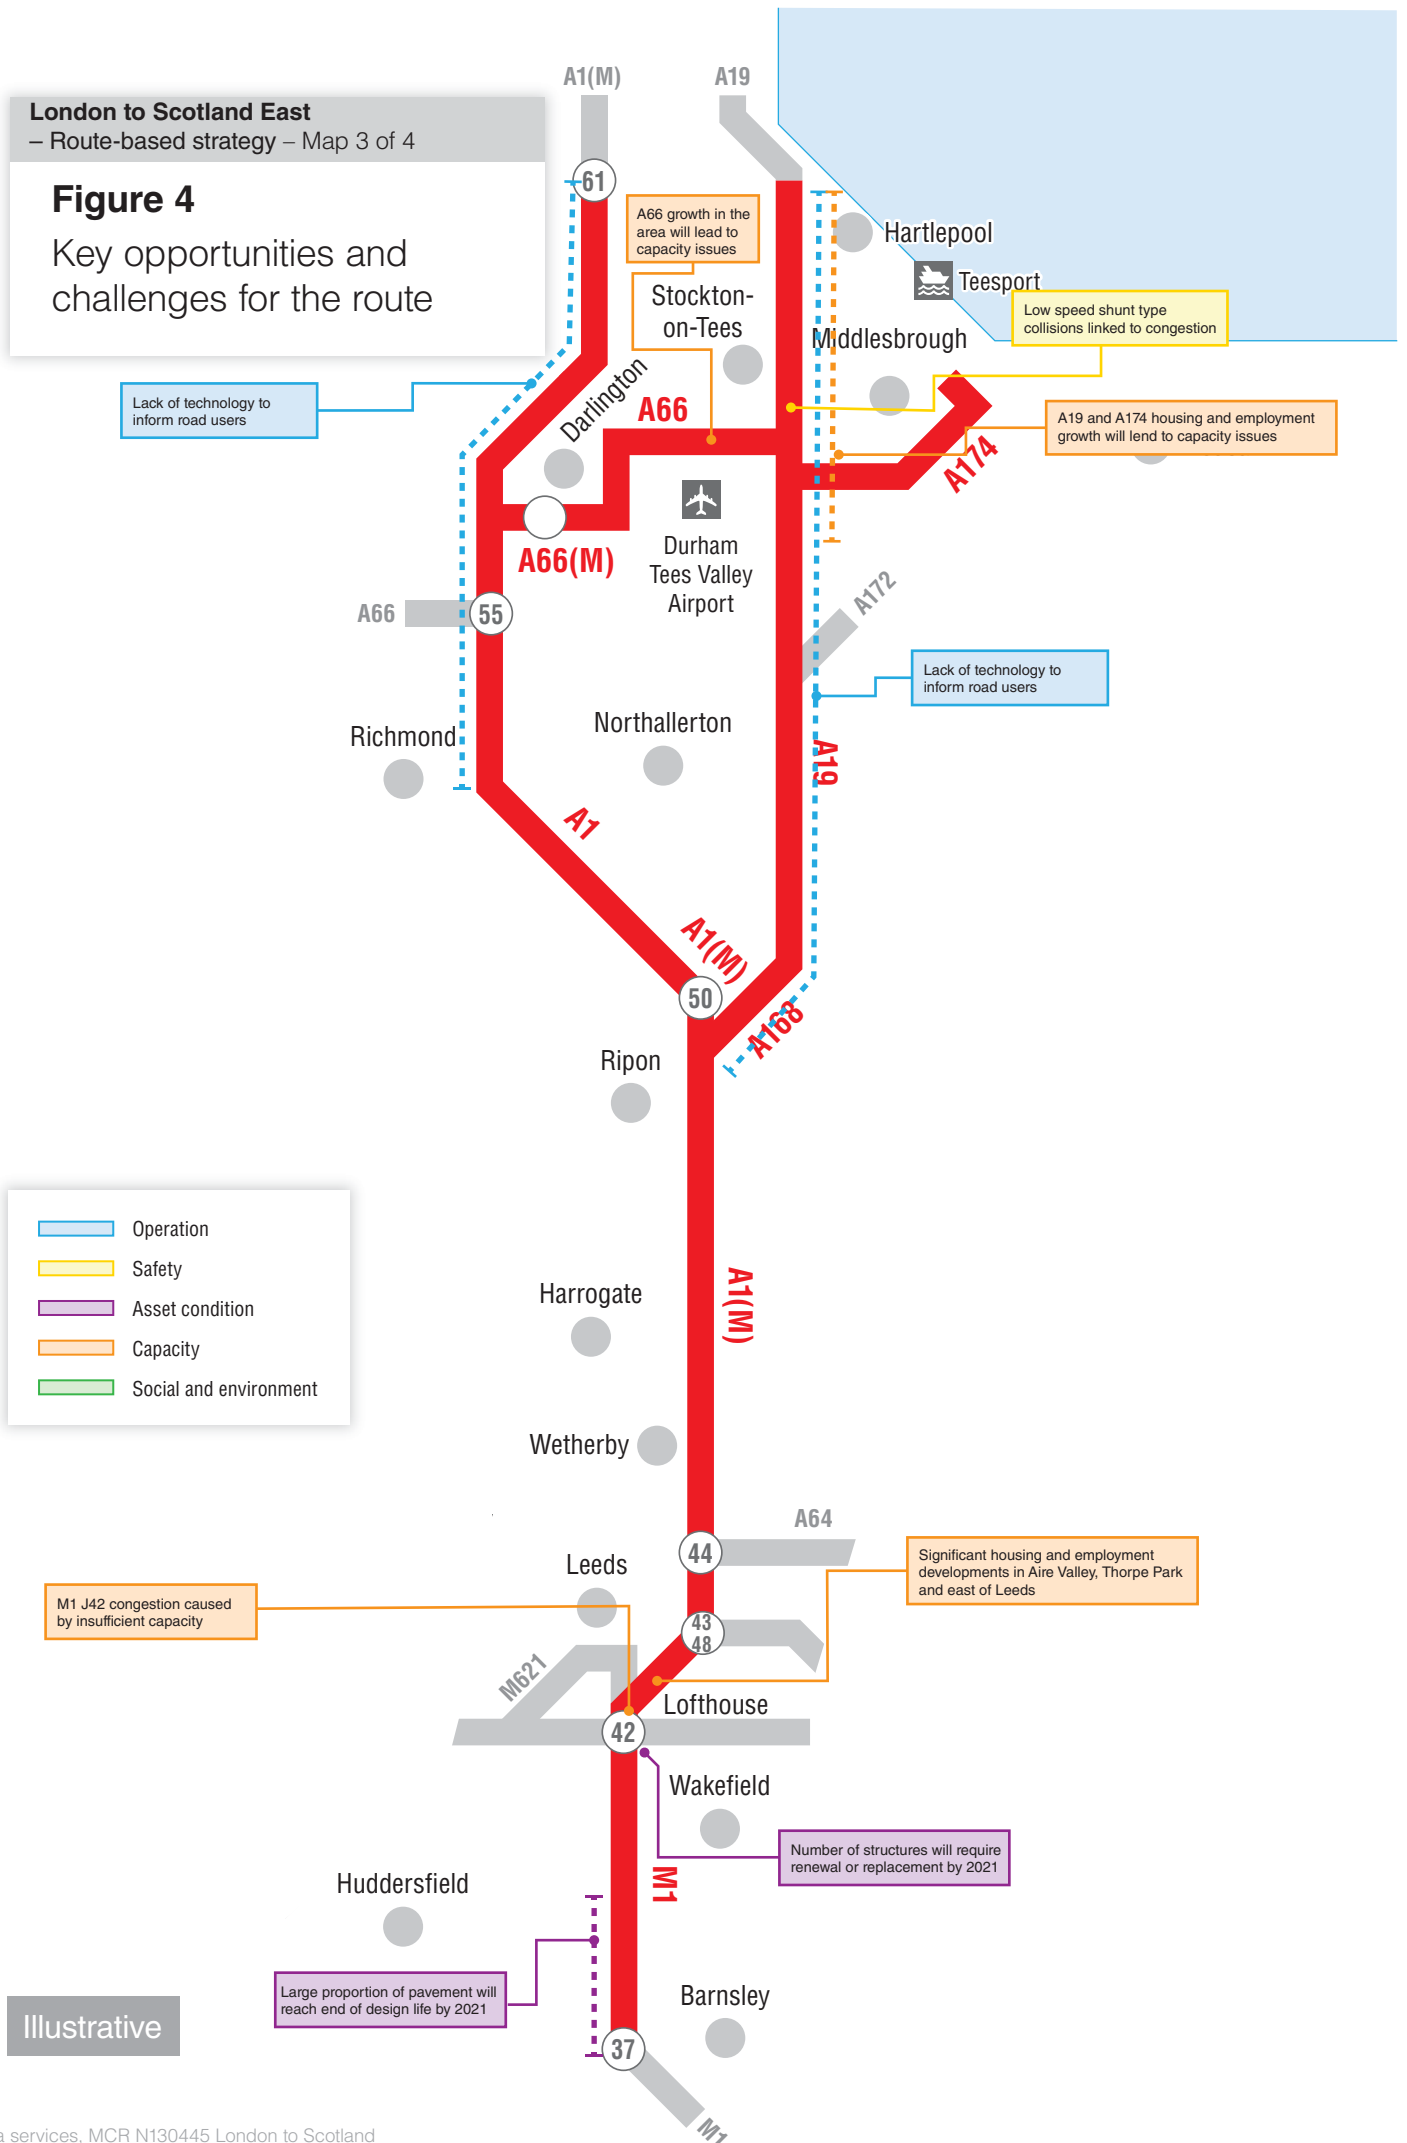 A1(M)
A19
London to Scotland East
– Route-based strategy – Map 3 of 4
Figure 4
Key opportunities and
challenges for the route
61
A66 growth in the
area will lead to
capacity issues
Hartlepool
Teesport
Stockton-
on-Tees
Low speed shunt type
collisions linked to congestion
Middlesbrough
Lack of technology to
inform road users
Darlington
A66
A19 and A174 housing and employment
growth will lend to capacity issues
A174
A66(M)
Durham
Tees Valley
Airport
A66
55
A172
Lack of technology to
inform road users
Richmond
Northallerton
A19
A1
A1(M)
50
A168
Ripon
Operation
Safety
Asset condition
Capacity
Social and environment
Harrogate
A1(M)
Wetherby
A64
44
Leeds
Significant housing and employment
developments in Aire Valley, Thorpe Park
and east of Leeds
M1 J42 congestion caused
by insufficient capacity
43
48
M621
Lofthouse
42
Wakefield
Number of structures will require
renewal or replacement by 2021
M1
Huddersfield
Large proportion of pavement will
reach end of design life by 2021
Barnsley
Illustrative
37
M1
a services, MCR N130445 London to Scotland